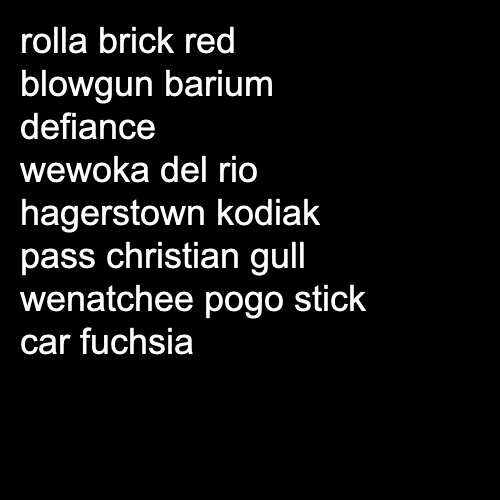 rolla brick red
blowgun barium
defiance
wewoka del rio
hagerstown kodiak
pass christian gull
wenatchee pogo stick
car fuchsia